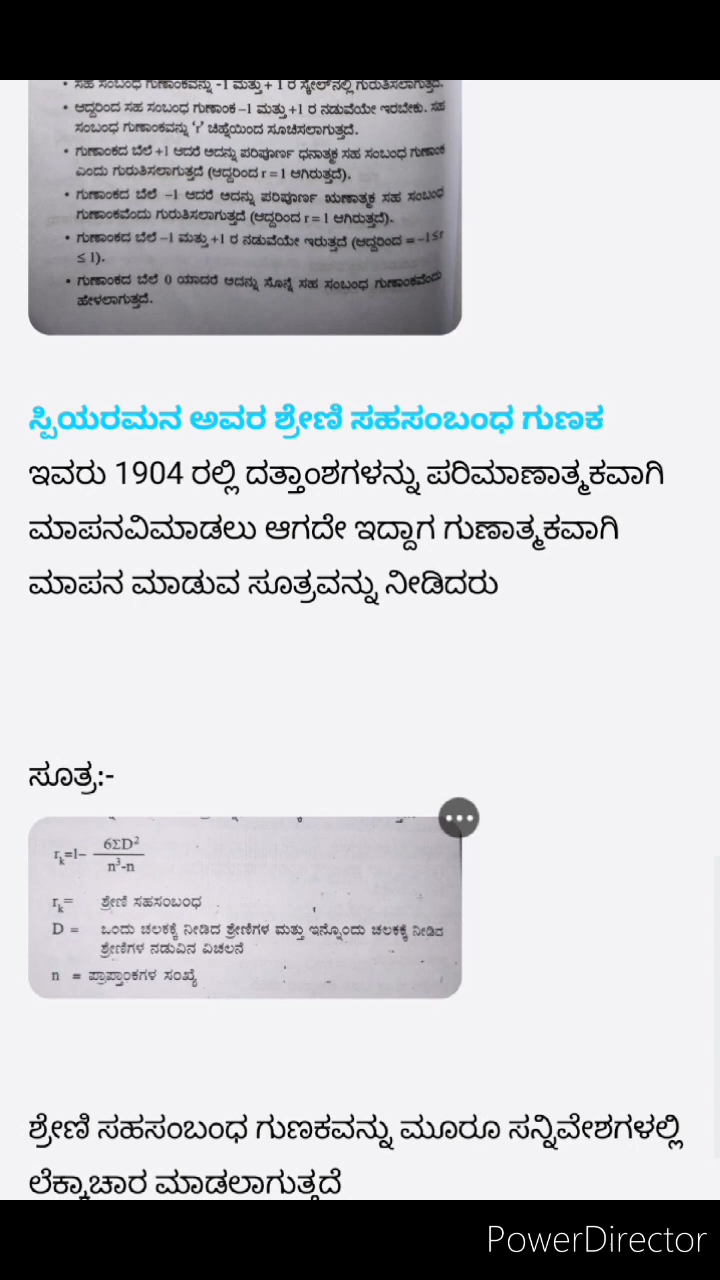 • ಸಹ ಸಂಬಂಧ ಗುಣಾಂಕವನ್ನು -1 ಮತ್ತು + 1 ರ ಸ್ಕೇಲ್‌ನಲ್ಲಿ ಗುರುತಿಸಲಾಗುತ್ತದೆ.
• ಆದ್ದರಿಂದ ಸಹ ಸಂಬಂಧ ಗುಣಾಂಕ –1 ಮತ್ತು +1 ರ ನಡುವೆಯೇ ಇರಬೇಕು. ಸಹ
ಸಂಬಂಧ ಗುಣಾಂಕವನ್ನು ‘r’ ಚಿಹ್ನೆಯಿಂದ ಸೂಚಿಸಲಾಗುತ್ತದೆ.
• ಗುಣಾಂಕದ ಬೆಲೆ +1 ಆದರೆ ಅದನ್ನು ಪರಿಪೂರ್ಣ ಧನಾತ್ಮಕ ಸಹ ಸಂಬಂಧ ಗುಣಾಂಕ
ಎಂದು ಗುರುತಿಸಲಾಗುತ್ತದೆ (ಆದ್ದರಿಂದ r = 1 ಆಗಿರುತ್ತದೆ).
• ಗುಣಾಂಕದ ಬೆಲೆ –1 ಆದರೆ ಅದನ್ನು ಪರಿಪೂರ್ಣ ಋಣಾತ್ಮಕ ಸಹ ಸಂಬಂಧ
ಗುಣಾಂಕವೆಂದು ಗುರುತಿಸಲಾಗುತ್ತದೆ (ಆದ್ದರಿಂದ r = 1 ಆಗಿರುತ್ತದೆ).
• ಗುಣಾಂಕದ ಬೆಲೆ –1 ಮತ್ತು +1 ರ ನಡುವೆಯೇ ಇರುತ್ತದೆ (ಆದ್ದರಿಂದ = –1≤r
≤ 1).
• ಗುಣಾಂಕದ ಬೆಲೆ 0 ಯಾದರೆ ಅದನ್ನು ಸೊನ್ನೆ ಸಹ ಸಂಬಂಧ ಗುಣಾಂಕವೆಂದು
ಹೇಳಲಾಗುತ್ತದೆ.
ಸ್ಪಿಯರಮನ ಅವರ ಶ್ರೇಣಿ ಸಹಸಂಬಂಧ ಗುಣಕ
ಇವರು 1904 ರಲ್ಲಿ ದತ್ತಾಂಶಗಳನ್ನು ಪರಿಮಾಣಾತ್ಮಕವಾಗಿ
ಮಾಪನವಿಮಾಡಲು ಆಗದೇ ಇದ್ದಾಗ ಗುಣಾತ್ಮಕವಾಗಿ
ಮಾಪನ ಮಾಡುವ ಸೂತ್ರವನ್ನು ನೀಡಿದರು
ಸೂತ್ರ:-
rₖ=1– 6ΣD² / n³-n
rₖ= ಶ್ರೇಣಿ ಸಹಸಂಬಂಧ
D = ಒಂದು ಚಲಕಕ್ಕೆ ನೀಡಿದ ಶ್ರೇಣಿಗಳ ಮತ್ತು ಇನ್ನೊಂದು ಚಲಕಕ್ಕೆ ನೀಡಿದ
ಶ್ರೇಣಿಗಳ ನಡುವಿನ ವಿಚಲನೆ
n = ಪ್ರಾಪ್ತಾಂಕಗಳ ಸಂಖ್ಯೆ
ಶ್ರೇಣಿ ಸಹಸಂಬಂಧ ಗುಣಕವನ್ನು ಮೂರೂ ಸನ್ನಿವೇಶಗಳಲ್ಲಿ
ಲೆಕ್ಕಾಚಾರ ಮಾಡಲಾಗುತ್ತದೆ
PowerDirector